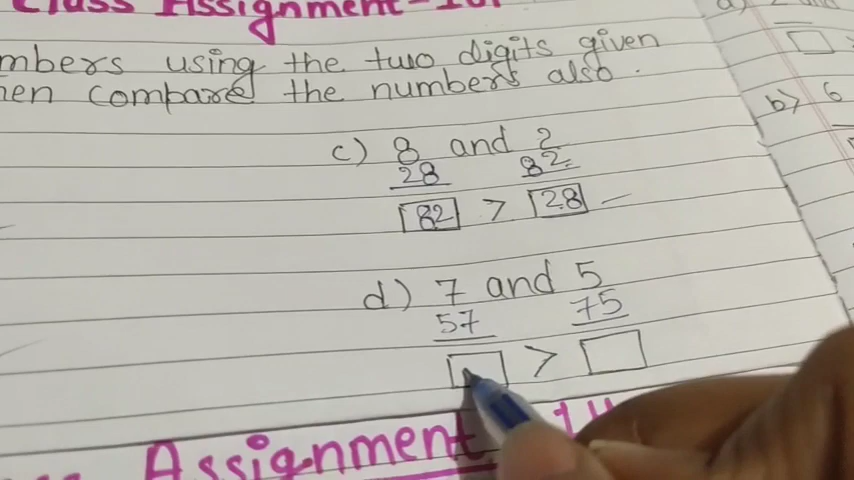 Class Assignment-
mbers using the two digits given
hen compare the numbers also.
c) 8 and 2
28 82
82 > 28
d) 7 and 5
57 75
>
Assignment
b) 6